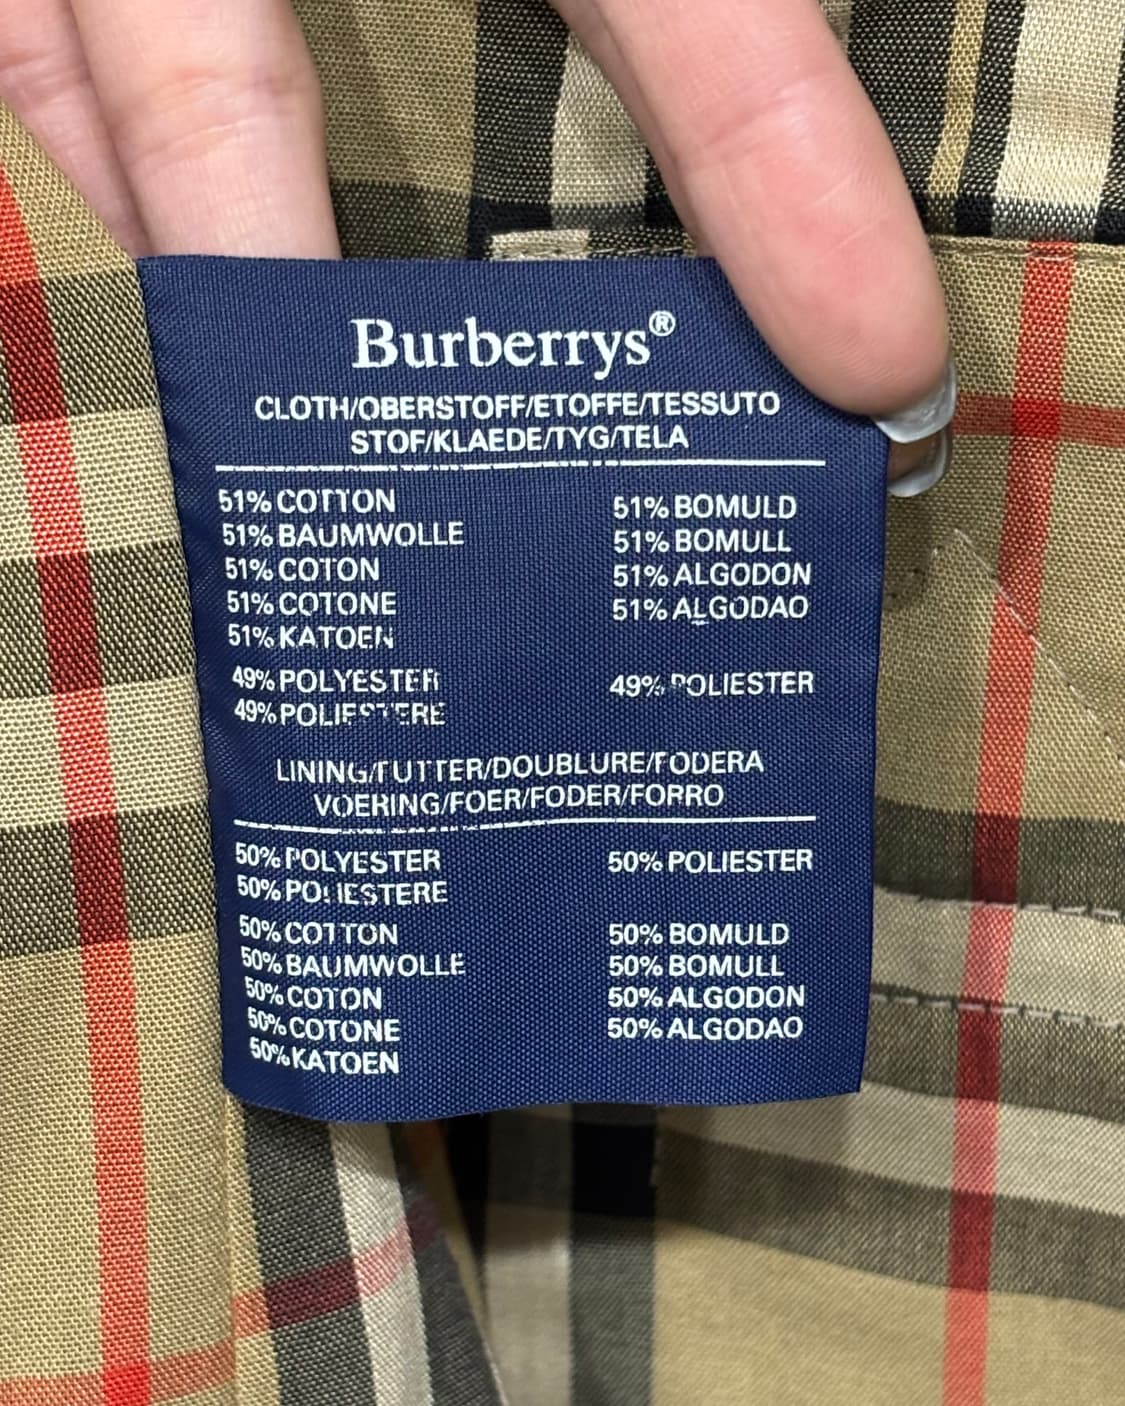 Burberrys®
CLOTH/OBERSTOFF/ETOFFE/TESSUTO
STOF/KLAEDE/TYG/TELA
51% COTTON
51% BAUMWOLLE
51% COTON
51% COTONE
51% KATOEN
49% POLYESTER
49% POLIESTERE
51% BOMULD
51% BOMULL
51% ALGODON
51% ALGODAO
49% POLIESTER
LINING/FUTTER/DOUBLURE/FODERA
VOERING/FOER/FODER/FORRO
50% POLYESTER
50% POLIESTERE
50% COTTON
50% BAUMWOLLE
50% COTON
50% COTONE
50% KATOEN
50% POLIESTER
50% BOMULD
50% BOMULL
50% ALGODON
50% ALGODAO